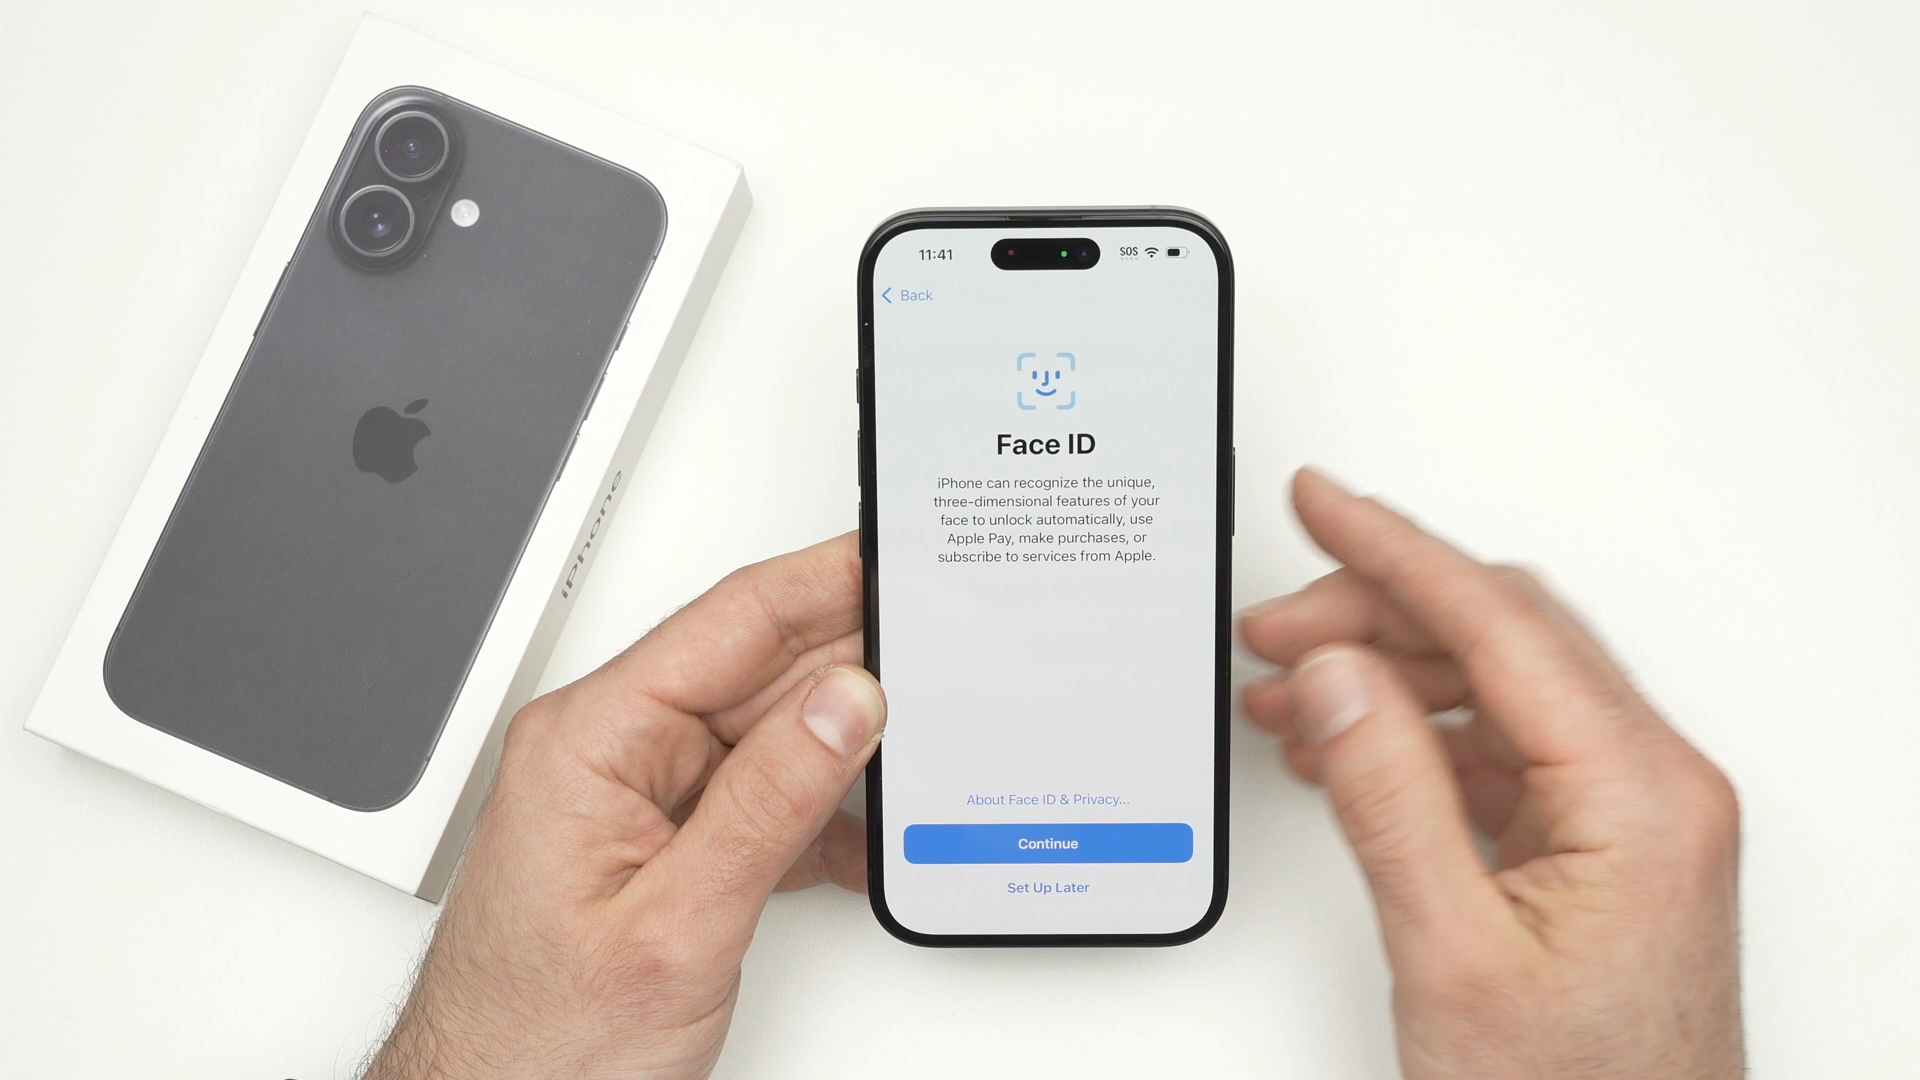 iPhone
11:41
SOS
Back
Face ID
iPhone can recognize the unique,
three-dimensional features of your
face to unlock automatically, use
Apple Pay, make purchases, or
subscribe to services from Apple.
About Face ID & Privacy...
Continue
Set Up Later